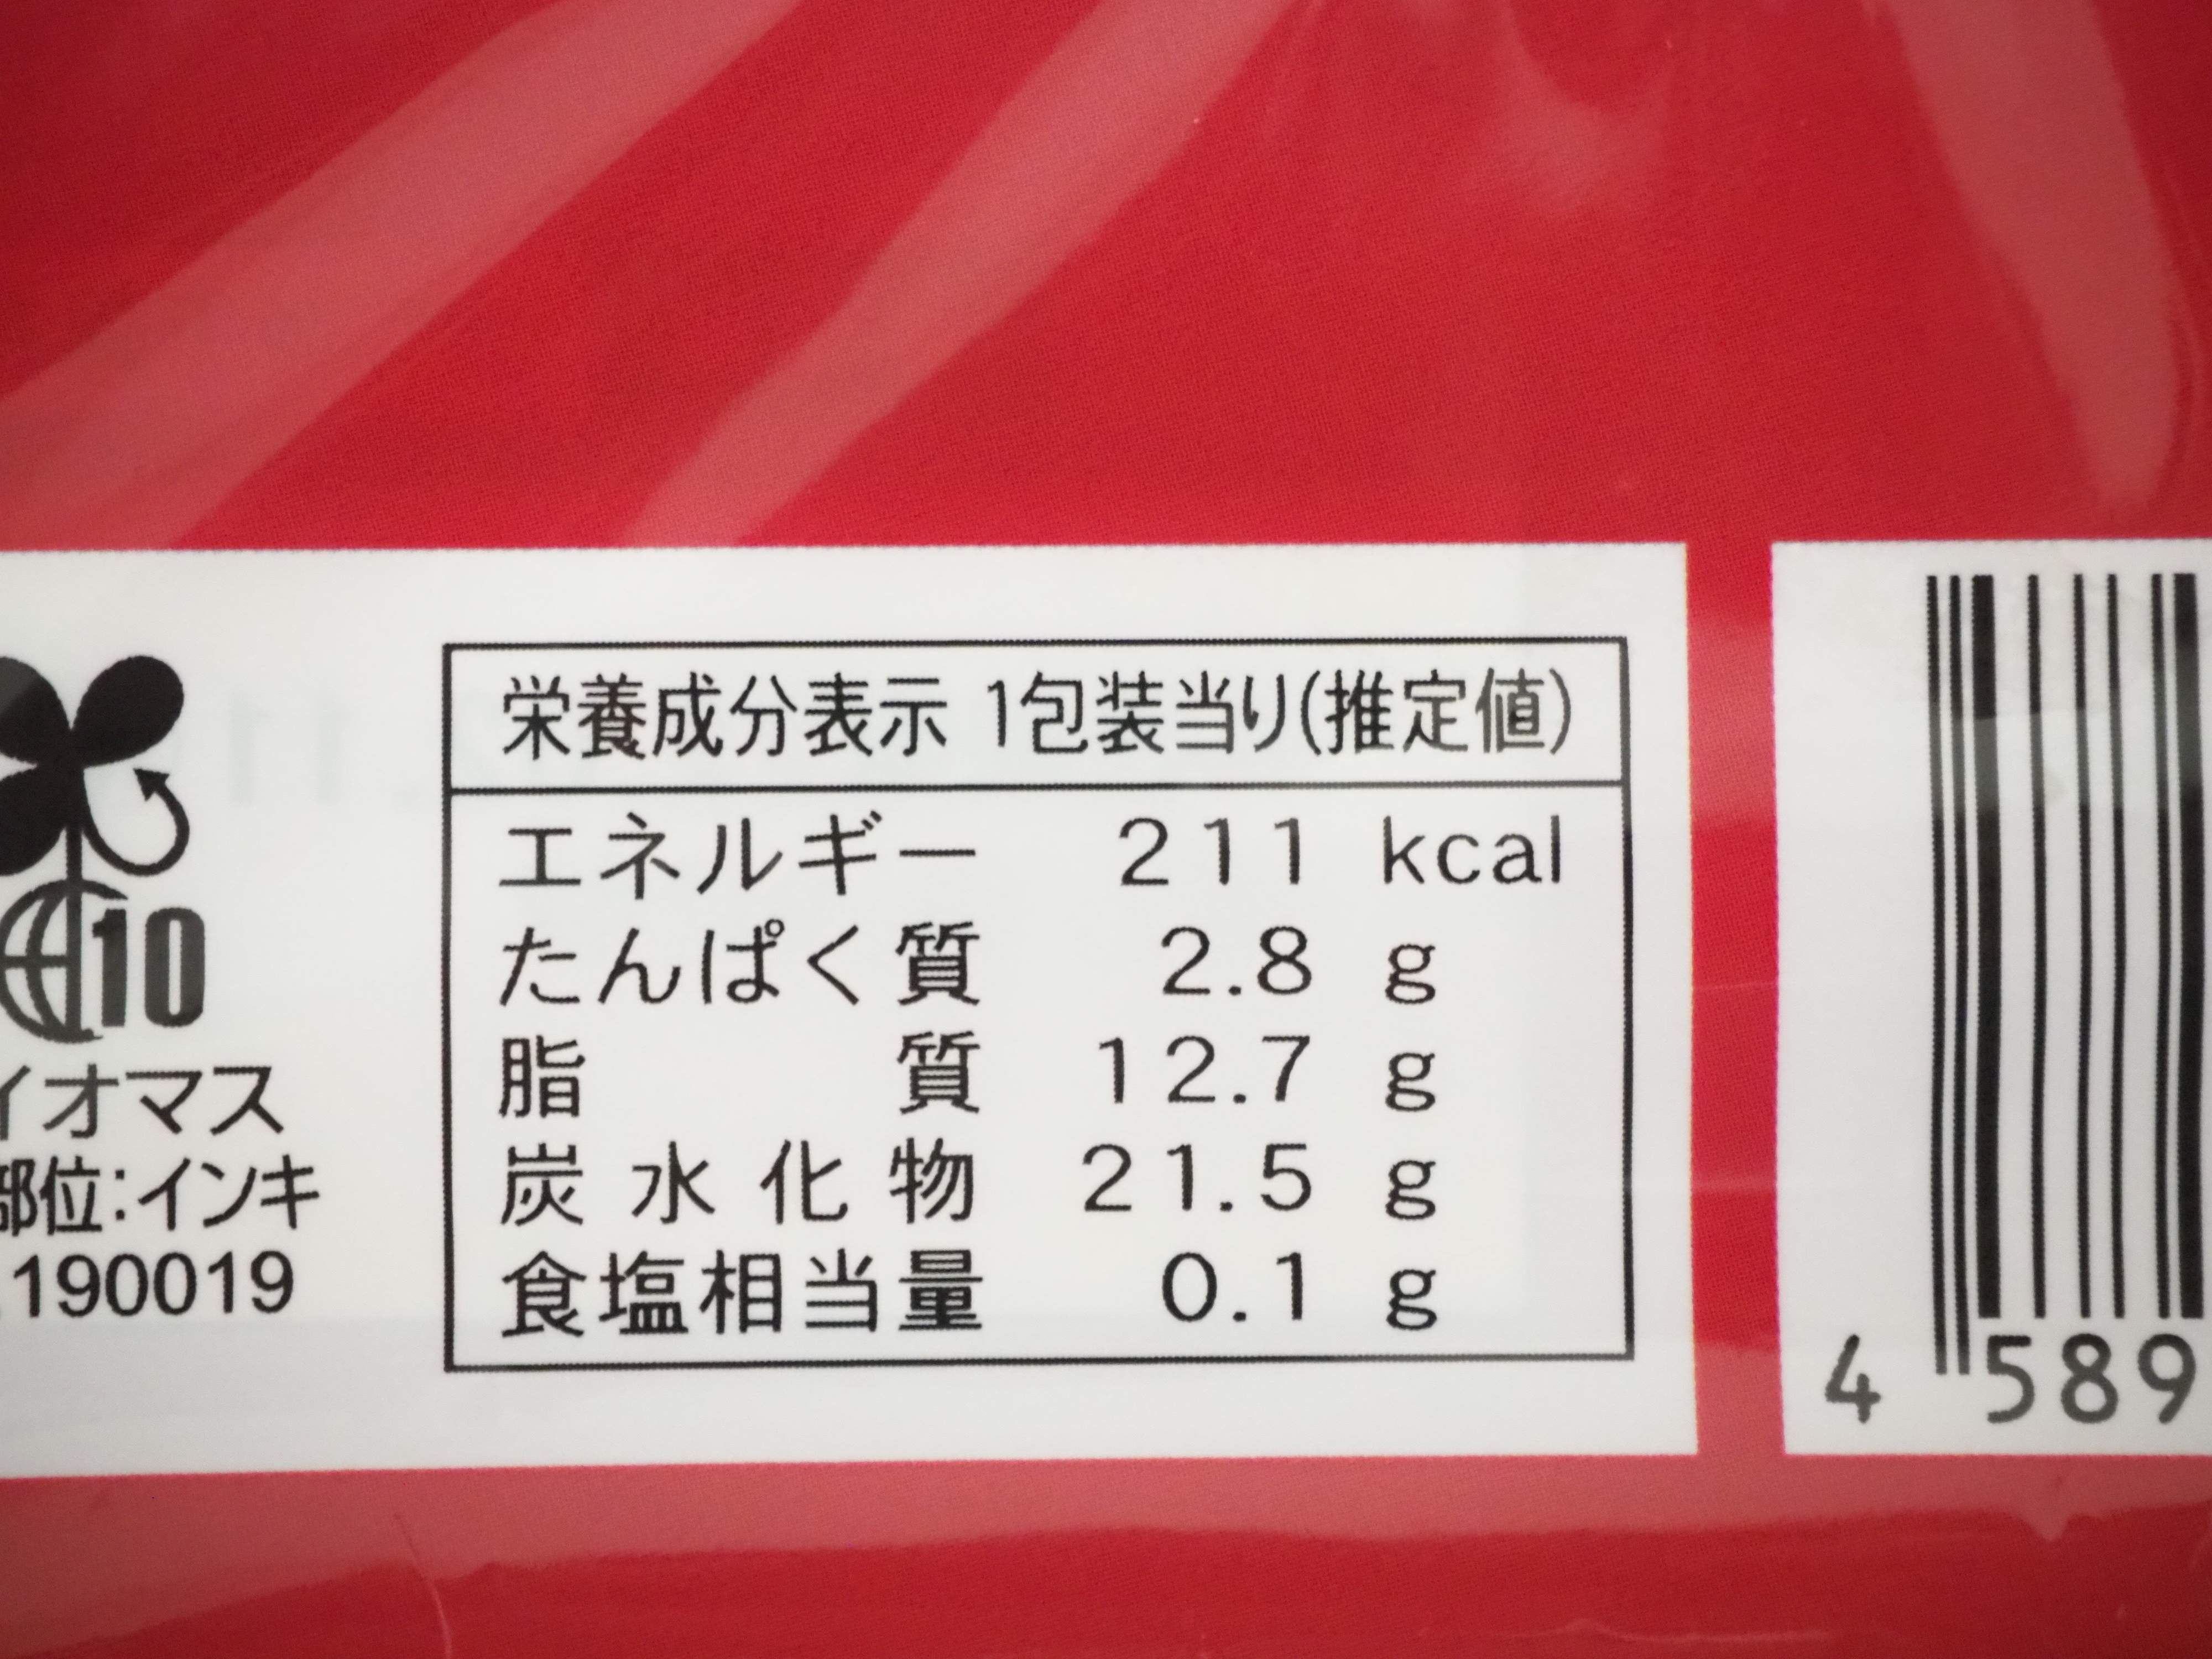 10
イオマス
部位:インキ
190019
栄養成分表示 1包装当り(推定値)
エネルギー 211 kcal
たんぱく質 2.8 g
脂質 12.7 g
炭水化物 21.5 g
食塩相当量 0.1 g
4 589